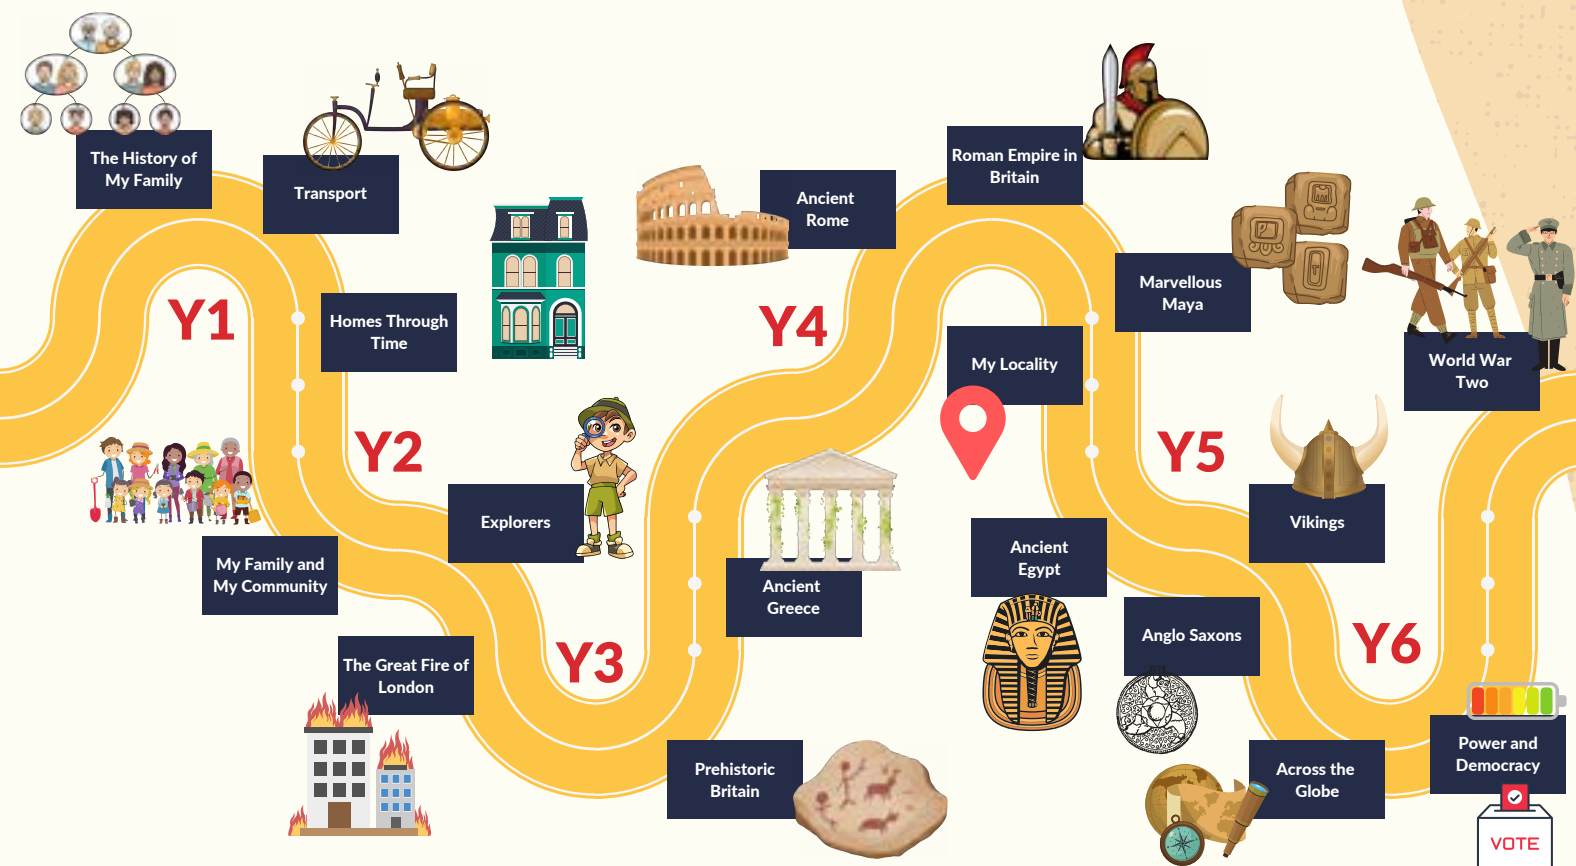 The History of
My Family
Transport
Homes Through
Time
Y1
My Family and
My Community
Y2
Explorers
The Great Fire of
London
Y3
Prehistoric
Britain
Ancient
Greece
Y4
Ancient
Rome
Roman Empire in
Britain
Marvellous
Maya
My Locality
Y5
Ancient
Egypt
Anglo Saxons
Vikings
Across the
Globe
Y6
Power and
Democracy
VOTE
World War
Two